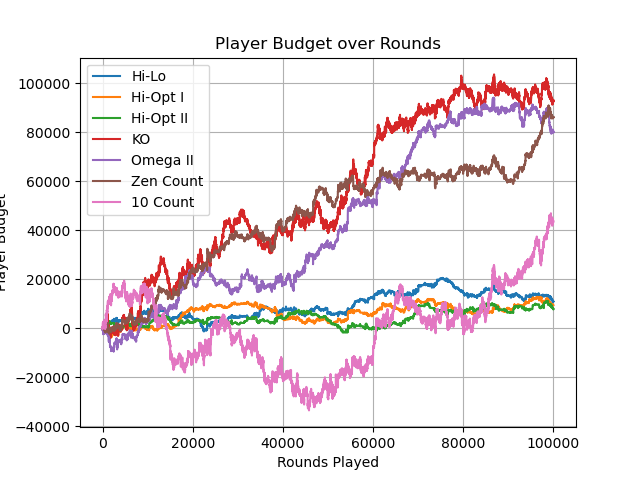 Player Budget over Rounds
Hi-Lo
Hi-Opt I
Hi-Opt II
KO
Omega II
Zen Count
10 Count
100000
80000
60000
40000
20000
0
−20000
−40000
Player Budget
0 20000 40000 60000 80000 100000
Rounds Played